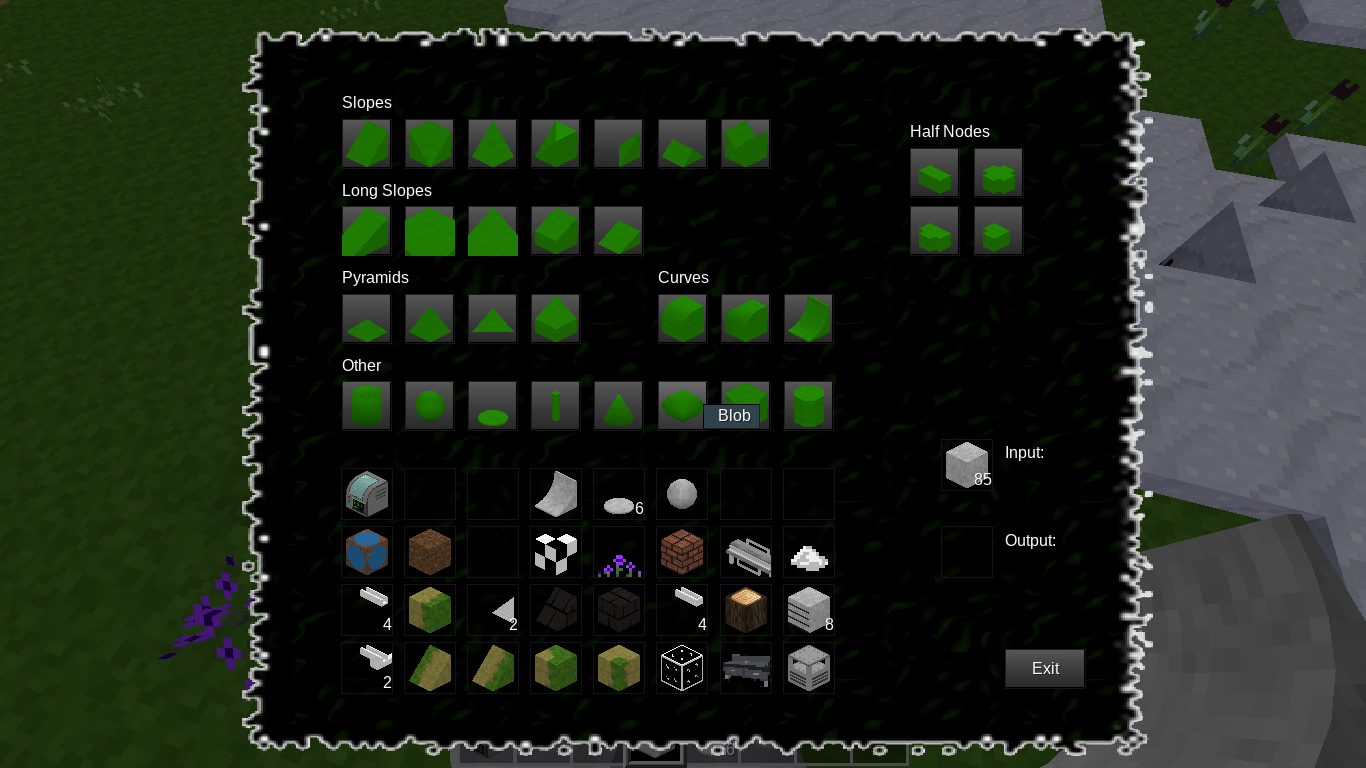 Slopes
Half Nodes
Long Slopes
Pyramids
Curves
Other
Blob
Input:
85
6
Output:
4
2
4
8
2
Exit